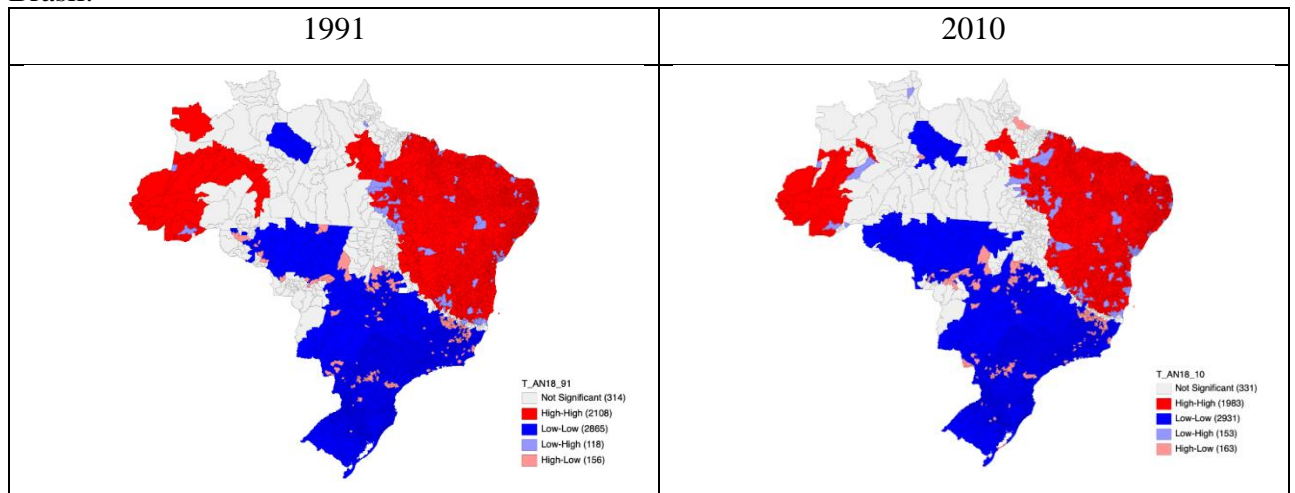 Brasil.
1991
2010
T_AN18_91
Not Significant (314)
High-High (2108)
Low-Low (2865)
Low-High (118)
High-Low (156)
T_AN18_10
Not Significant (331)
High-High (1983)
Low-Low (2931)
Low-High (153)
High-Low (163)